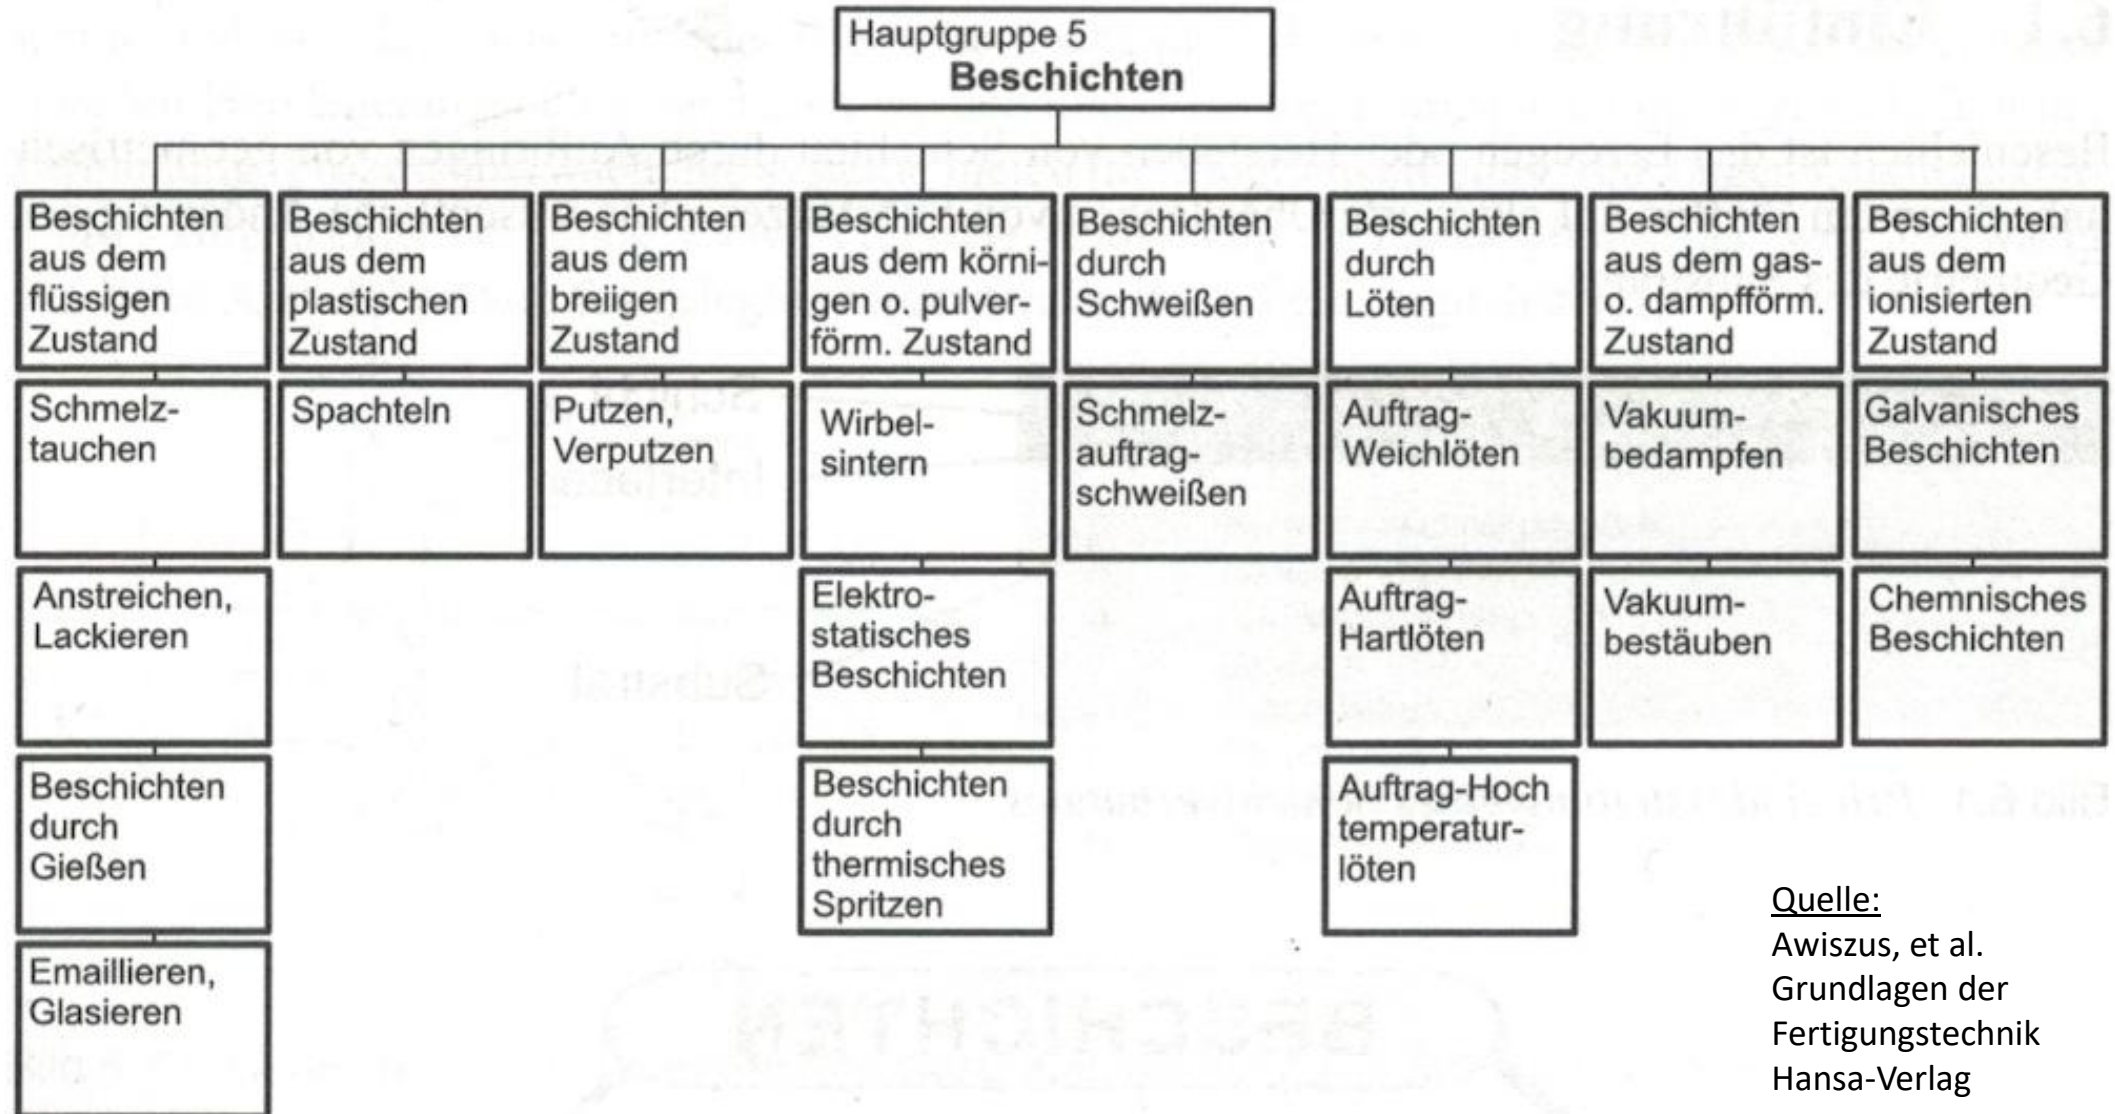 Hauptgruppe 5
Beschichten
Beschichten
aus dem
flüssigen
Zustand
Beschichten
aus dem
plastischen
Zustand
Beschichten
aus dem
breiigen
Zustand
Beschichten
aus dem körni-
gen o. pulver-
förm. Zustand
Beschichten
durch
Schweißen
Beschichten
durch
Löten
Beschichten
aus dem gas-
o. dampfförm.
Zustand
Beschichten
aus dem
ionisierten
Zustand
Schmelz-
tauchen
Spachteln
Putzen,
Verputzen
Wirbel-
sintern
Schmelz-
auftrag-
schweißen
Auftrag-
Weichlöten
Vakuum-
bedampfen
Galvanisches
Beschichten
Anstreichen,
Lackieren
Elektro-
statisches
Beschichten
Auftrag-
Hartlöten
Vakuum-
bestäuben
Chemnisches
Beschichten
Beschichten
durch
Gießen
Beschichten
durch
thermisches
Spritzen
Auftrag-Hoch
temperatur-
löten
Emaillieren,
Glasieren
Quelle:
Awiszus, et al.
Grundlagen der
Fertigungstechnik
Hansa-Verlag